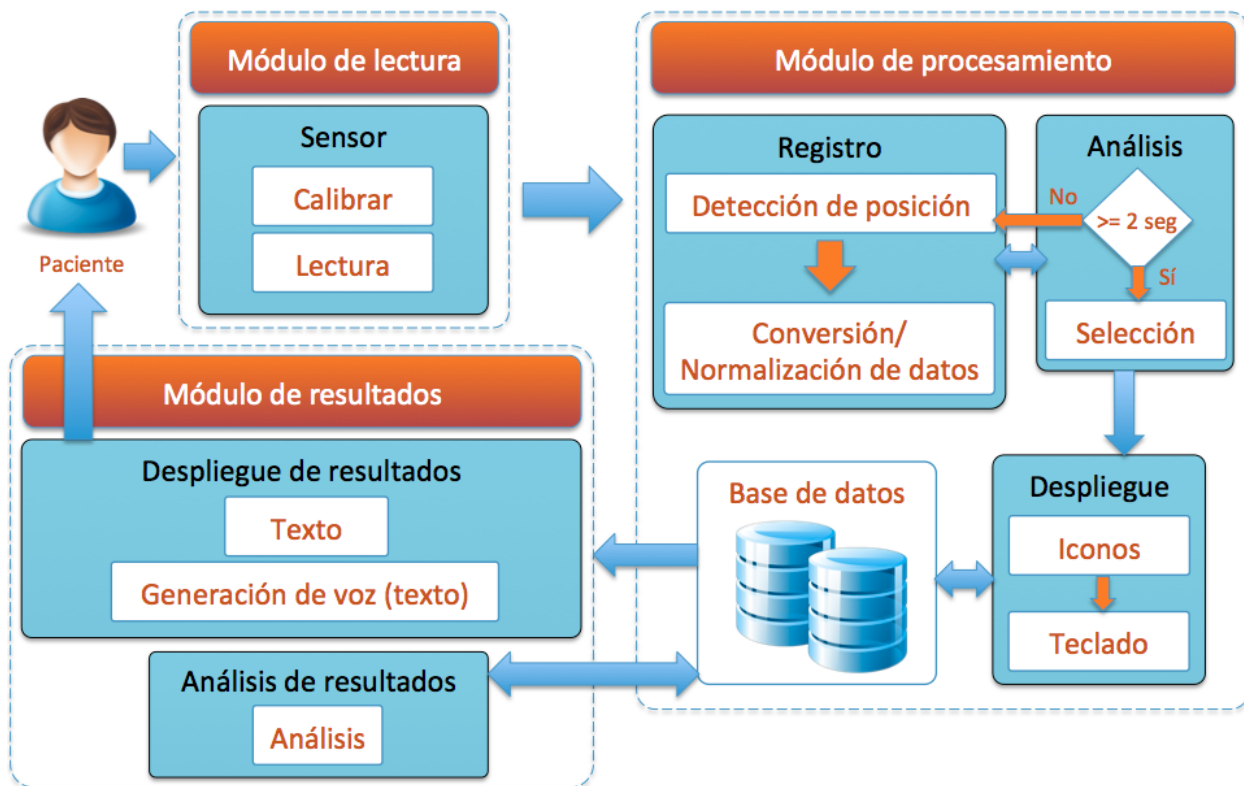 Módulo de lectura
Sensor
Calibrar
Lectura
Paciente
Módulo de procesamiento
Registro
Detección de posición
Conversión/
Normalización de datos
Análisis
No
>= 2 seg
Sí
Selección
Despliegue
Iconos
Teclado
Base de datos
Módulo de resultados
Despliegue de resultados
Texto
Generación de voz (texto)
Análisis de resultados
Análisis